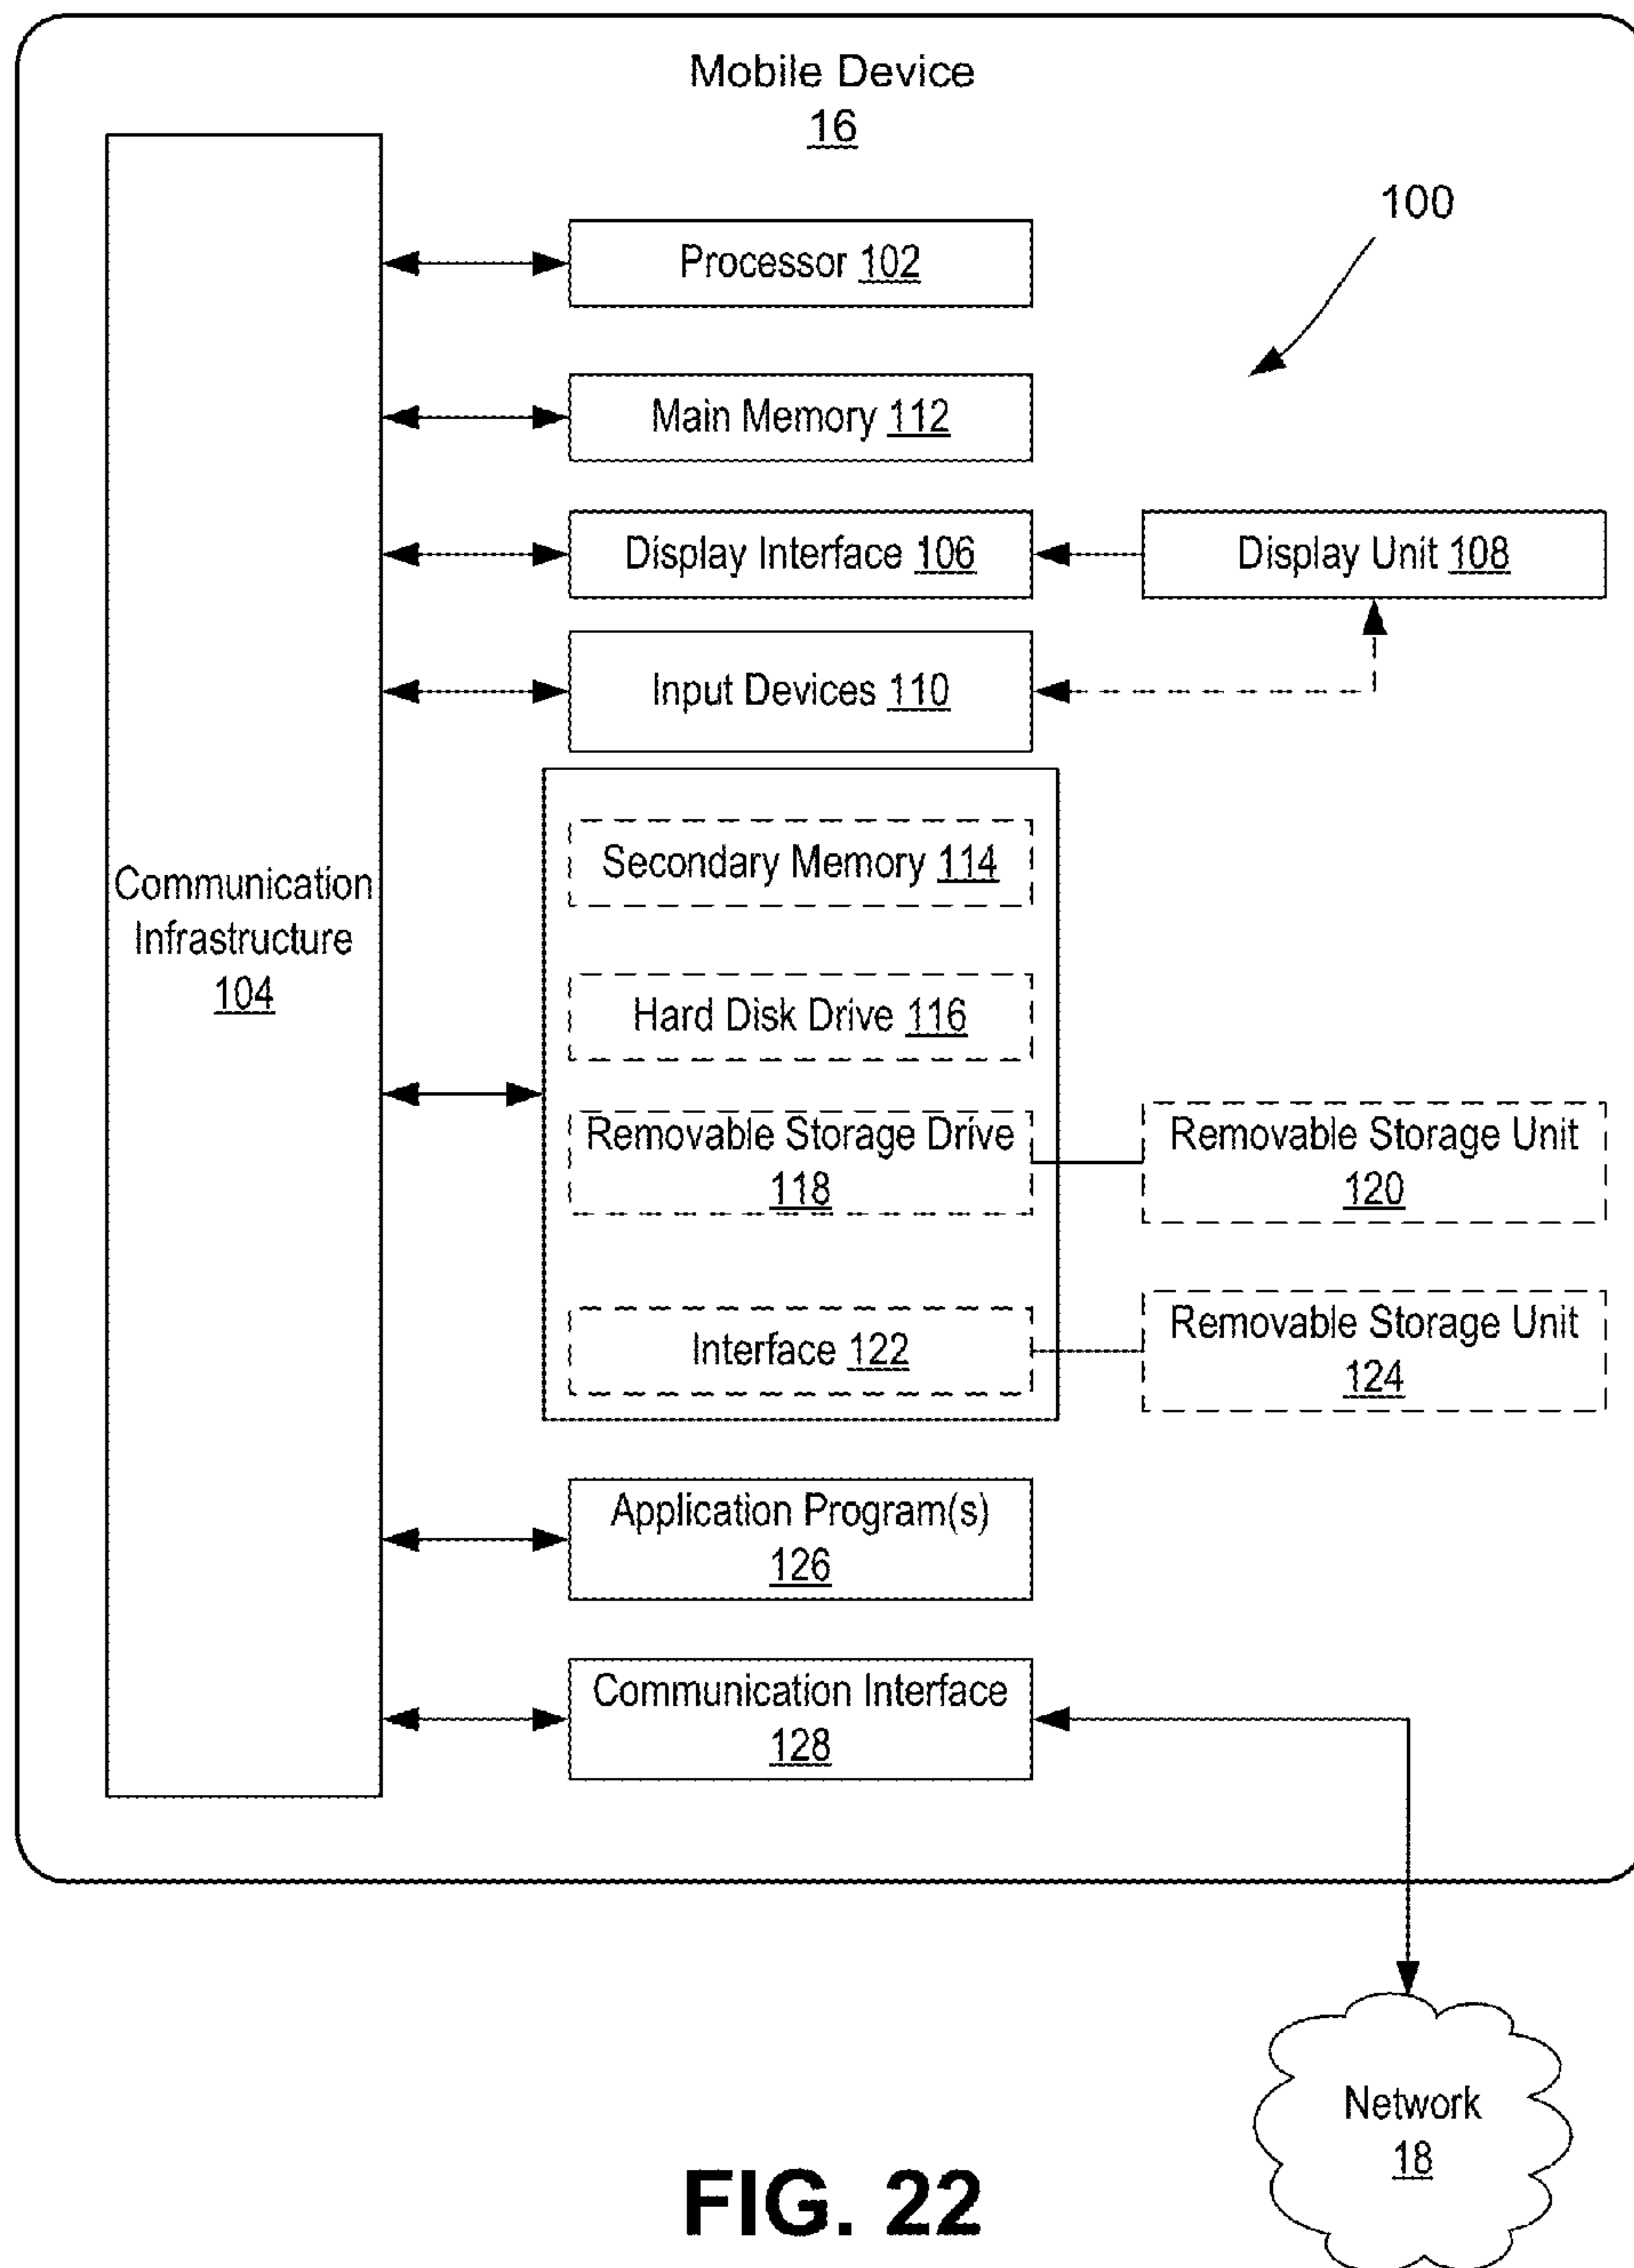 Mobile Device
16
100
Processor 102
Main Memory 112
Display Interface 106
Display Unit 108
Input Devices 110
Communication
Infrastructure
104
Secondary Memory 114
Hard Disk Drive 116
Removable Storage Drive
118
Removable Storage Unit
120
Interface 122
Removable Storage Unit
124
Application Program(s)
126
Communication Interface
128
Network
18
FIG. 22